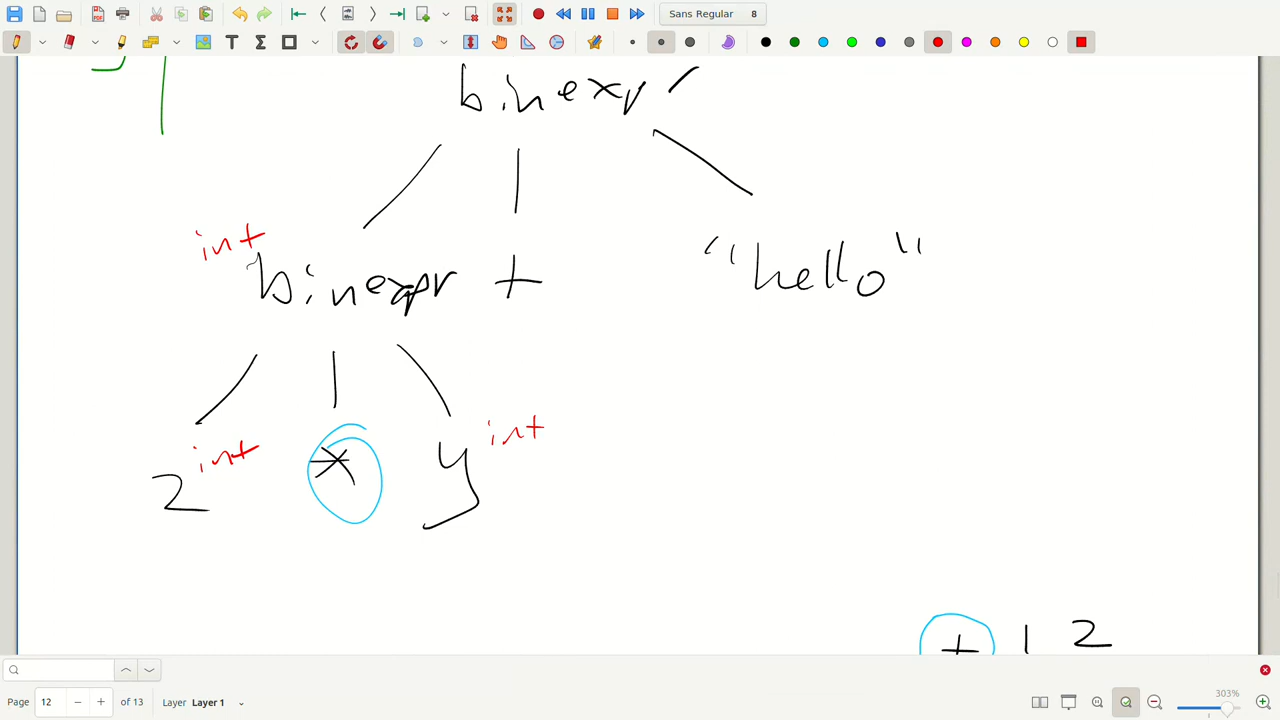 Sans Regular 8
binexpr
int
binexpr + "hello"
int * y int
2
+ 1 2
Page 12 - + of 13 Layer Layer 1 303%